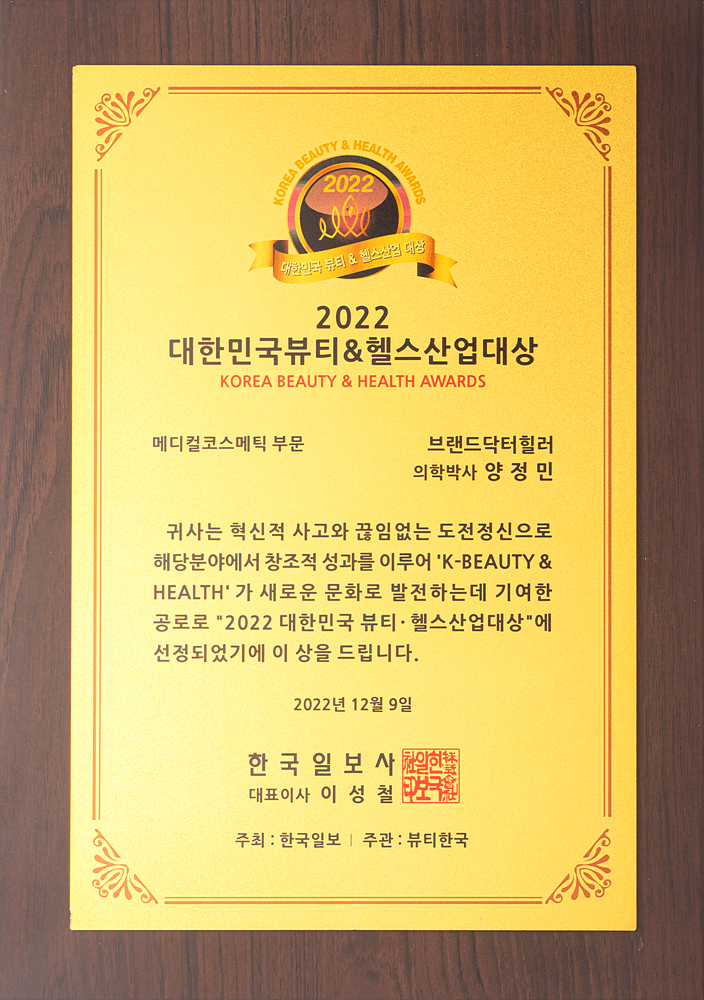 KOREA BEAUTY & HEALTH AWARDS
2022
대한민국 뷰티 & 헬스산업 대상
2022
대한민국뷰티&헬스산업대상
KOREA BEAUTY & HEALTH AWARDS
메디컬코스메틱 부문 브랜드닥터힐러
의학박사 양 정 민
귀사는 혁신적 사고와 끊임없는 도전정신으로
해당분야에서 창조적 성과를 이루어 'K-BEAUTY &
HEALTH' 가 새로운 문화로 발전하는데 기여한
공로로 "2022 대한민국 뷰티·헬스산업대상"에
선정되었기에 이 상을 드립니다.
2022년 12월 9일
한 국 일 보 사
대표이사 이 성 철
주최 : 한국일보 | 주관 : 뷰티한국